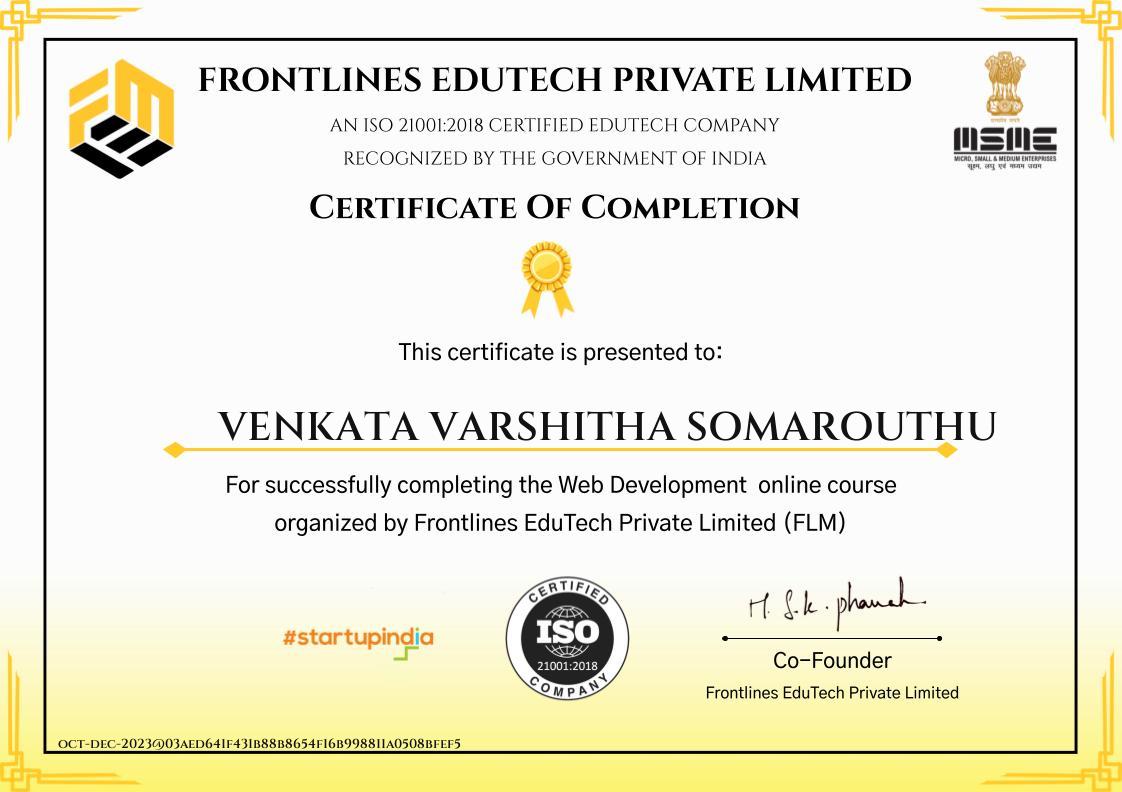 FRONTLINES EDUTECH PRIVATE LIMITED
AN ISO 21001:2018 CERTIFIED EDUTECH COMPANY
RECOGNIZED BY THE GOVERNMENT OF INDIA
MSME
MICRO, SMALL & MEDIUM ENTERPRISES
सूक्ष्म, लघु एवं मध्यम उद्यम
CERTIFICATE OF COMPLETION
This certificate is presented to:
VENKATA VARSHITHA SOMAROUTHU
For successfully completing the Web Development online course
organized by Frontlines EduTech Private Limited (FLM)
#startupindia
CERTIFIED
ISO
21001:2018
COMPANY
Co-Founder
Frontlines EduTech Private Limited
OCT-DEC-2023@03AED641F431B88B8654F16B998811A0508BFEF5